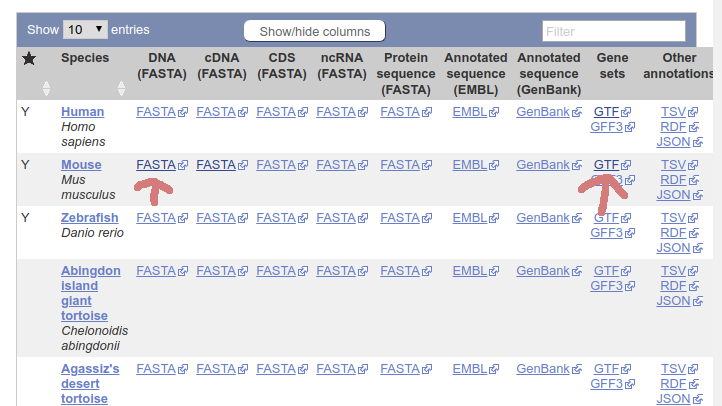 Show 10 entries Show/hide columns Filter
Species DNA cDNA CDS ncRNA Protein Annotated Annotated Gene Other
(FASTA) (FASTA) (FASTA) (FASTA) sequence sequence sequence sets annotations
(FASTA) (EMBL) (GenBank)
Y Human FASTA FASTA FASTA FASTA FASTA EMBL GenBank GTF TSV
Homo GFF3 RDF
sapiens JSON
Y Mouse FASTA FASTA FASTA FASTA FASTA EMBL GenBank GTF TSV
Mus GFF3 RDF
musculus JSON
Y Zebrafish FASTA FASTA FASTA FASTA FASTA EMBL GenBank GTF TSV
Danio rerio GFF3 RDF
JSON
Abingdon FASTA FASTA FASTA FASTA FASTA EMBL GenBank GTF TSV
island GFF3 RDF
giant JSON
tortoise
Chelonoidis
abingdonii
Agassiz's FASTA FASTA FASTA FASTA FASTA EMBL GenBank GTF TSV
desert GFF3 RDF
tortoise JSON